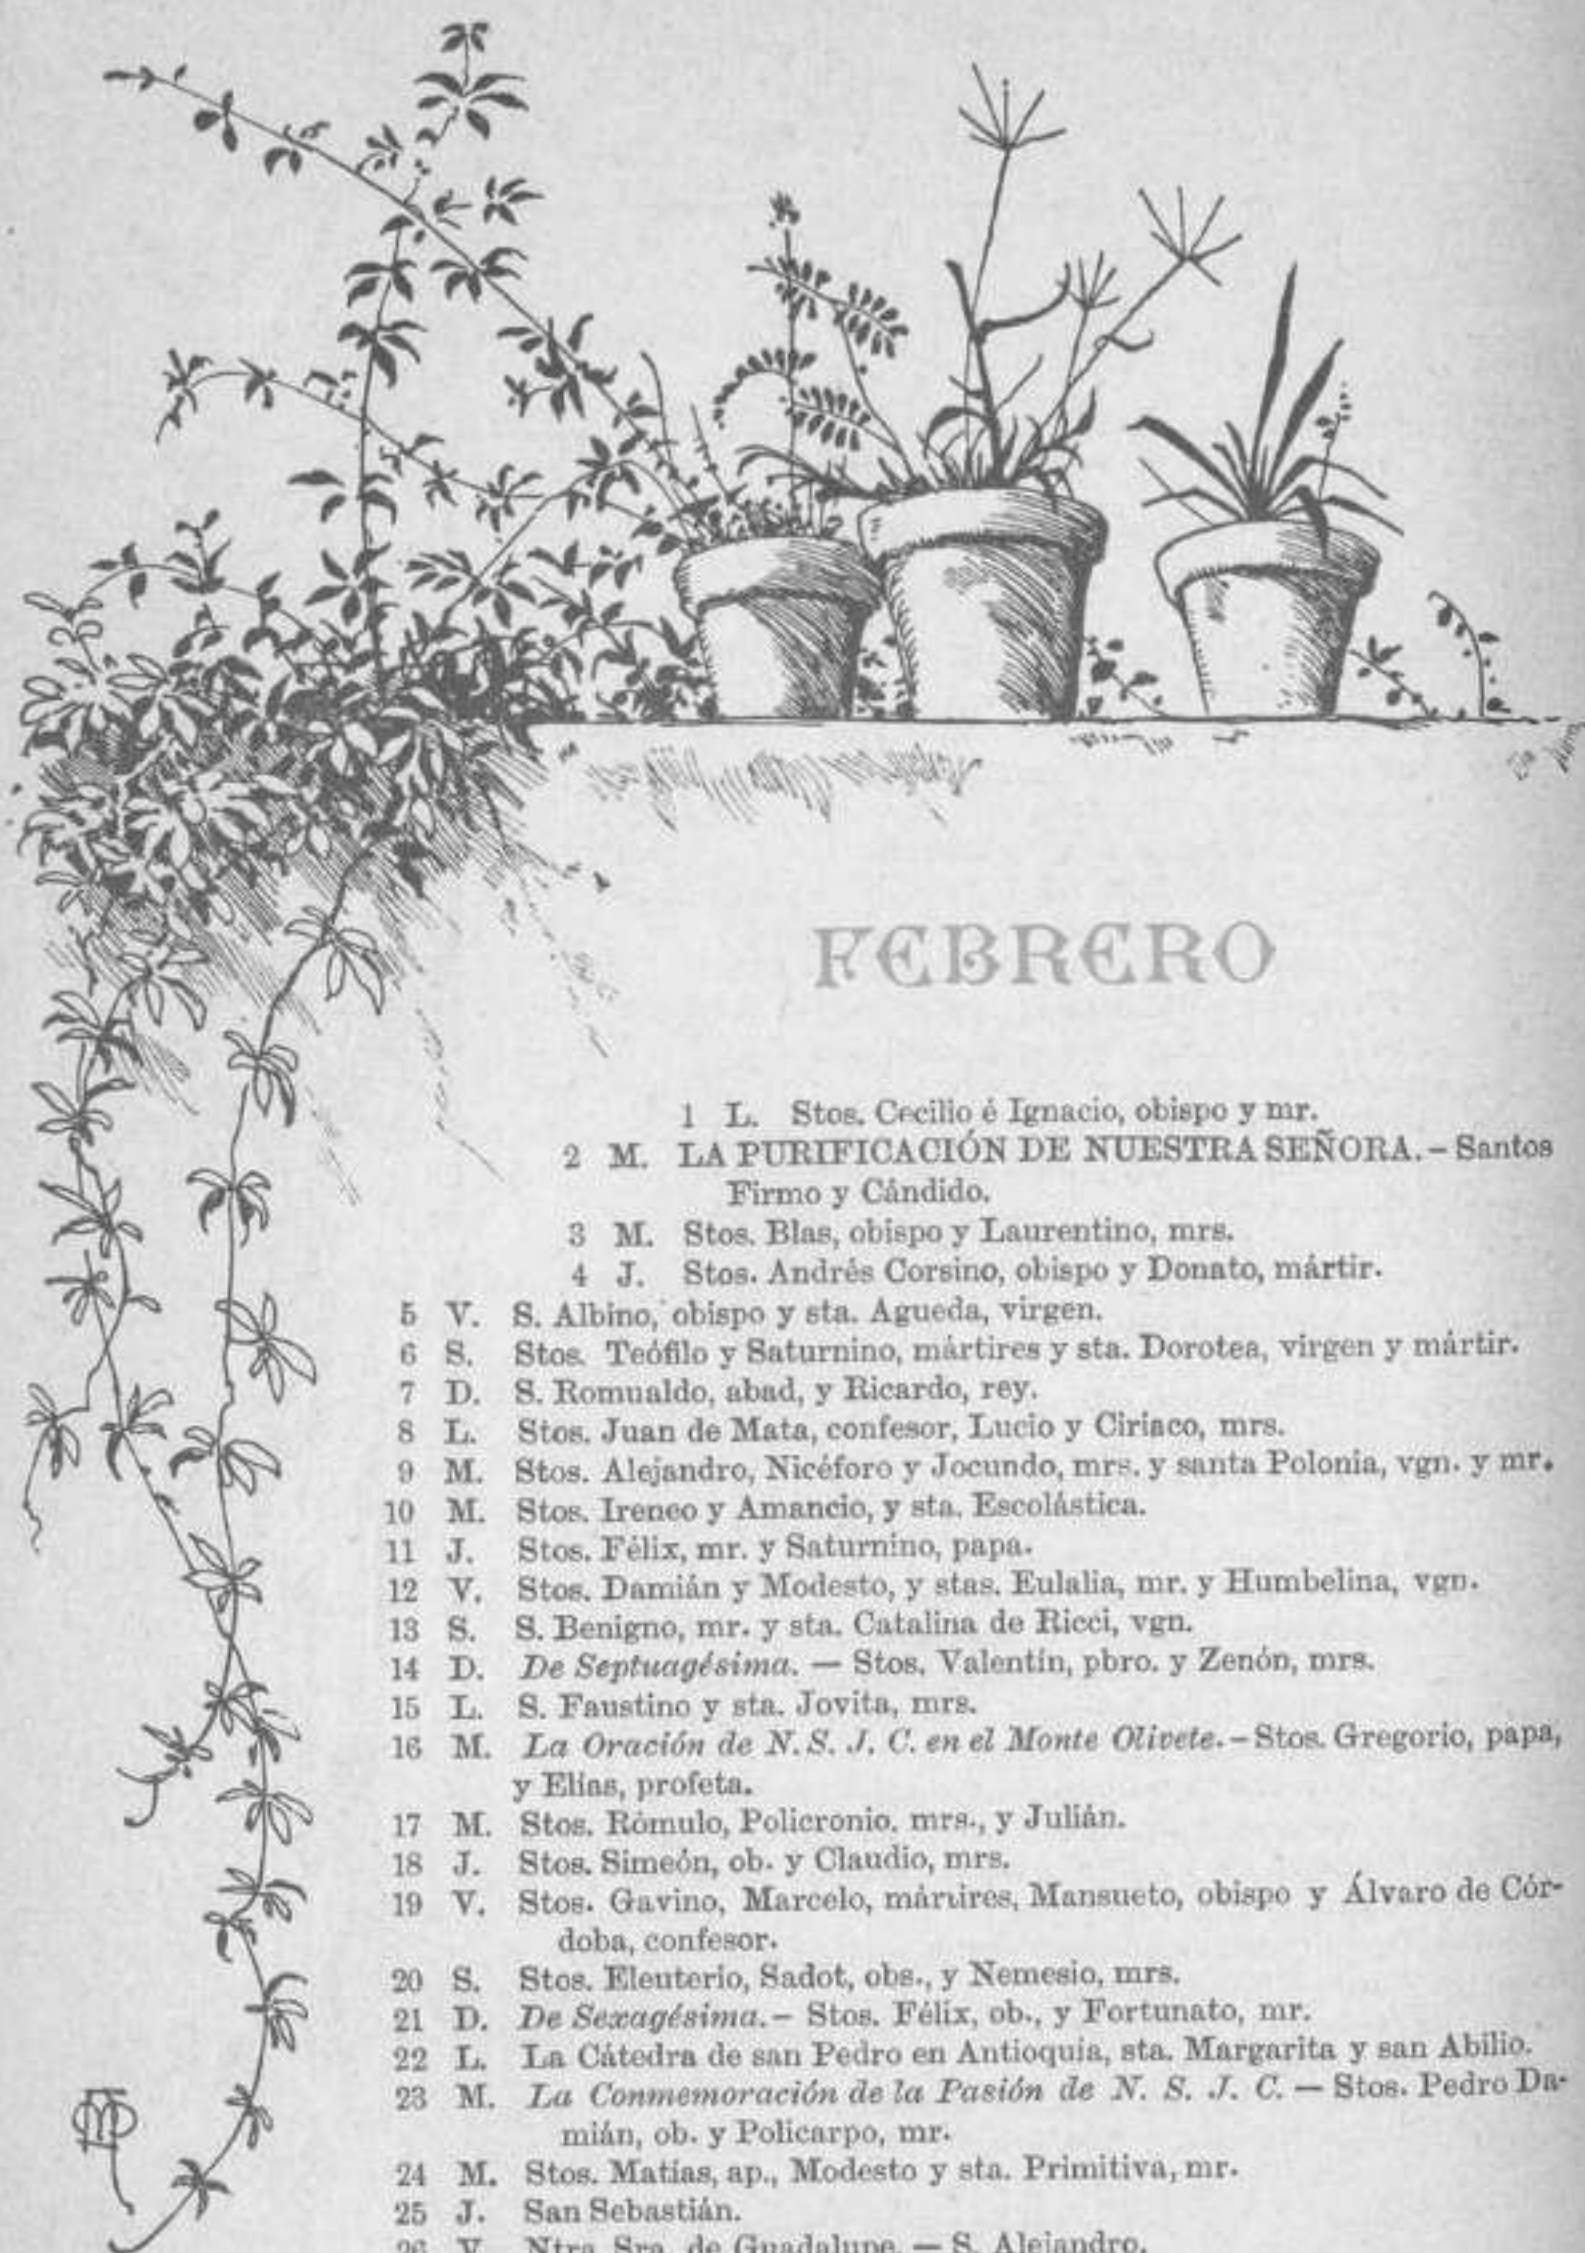 FEBRERO
1 L. Stos. Cecilio é Ignacio, obispo y mr.
2 M. LA PURIFICACIÓN DE NUESTRA SEÑORA.– Santos
Firmo y Cándido.
3 M. Stos. Blas, obispo y Laurentino, mrs.
4 J. Stos. Andrés Corsino, obispo y Donato, mártir.
5 V. S. Albino, obispo y sta. Agueda, virgen.
6 S. Stos. Teófilo y Saturnino, mártires y sta. Dorotea, virgen y mártir.
7 D. S. Romualdo, abad, y Ricardo, rey.
8 L. Stos. Juan de Mata, confesor, Lucio y Ciriaco, mrs.
9 M. Stos. Alejandro, Nicéforo y Jocundo, mrs. y santa Polonia, vgn. y mr.
10 M. Stos. Ireneo y Amancio, y sta. Escolástica.
11 J. Stos. Félix, mr. y Saturnino, papa.
12 V. Stos. Damián y Modesto, y stas. Eulalia, mr. y Humbelina, vgn.
13 S. S. Benigno, mr. y sta. Catalina de Ricci, vgn.
14 D. De Septuagésima. — Stos. Valentín, pbro. y Zenón, mrs.
15 L. S. Faustino y sta. Jovita, mrs.
16 M. La Oración de N. S. J. C. en el Monte Olivete.–Stos. Gregorio, papa,
y Elías, profeta.
17 M. Stos. Rómulo, Policronio, mrs., y Julián.
18 J. Stos. Simeón, ob. y Claudio, mrs.
19 V. Stos. Gavino, Marcelo, mártires, Mansueto, obispo y Álvaro de Cór-
doba, confesor.
20 S. Stos. Eleuterio, Sadot, obs., y Nemesio, mrs.
21 D. De Sexagésima.– Stos. Félix, ob., y Fortunato, mr.
22 L. La Cátedra de san Pedro en Antioquía, sta. Margarita y san Abilio.
23 M. La Conmemoración de la Pasión de N. S. J. C. — Stos. Pedro Da-
mián, ob. y Policarpo, mr.
24 M. Stos. Matías, ap., Modesto y sta. Primitiva, mr.
25 J. San Sebastián.
26 V. Ntra. Sra. de Guadalupe. — S. Alejandro.